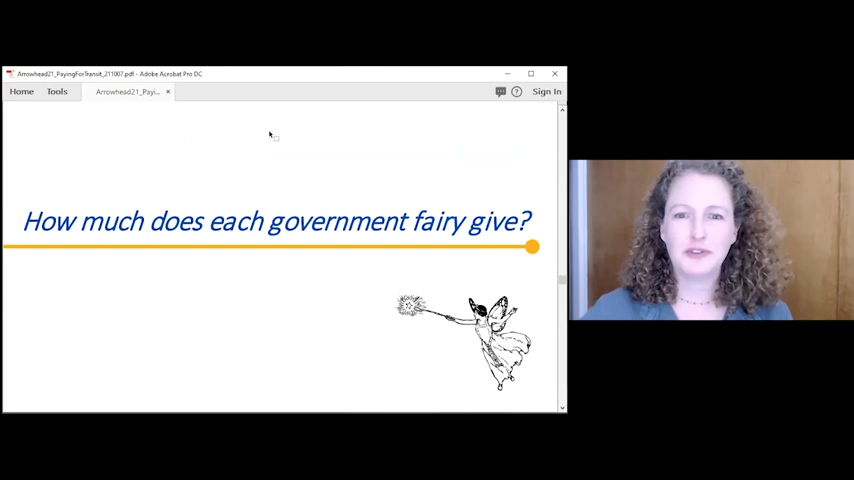 Arrowhead21_PayingForTransit_211007.pdf - Adobe Acrobat Pro DC
Home Tools Arrowhead21_Payi... × Sign In
How much does each government fairy give?